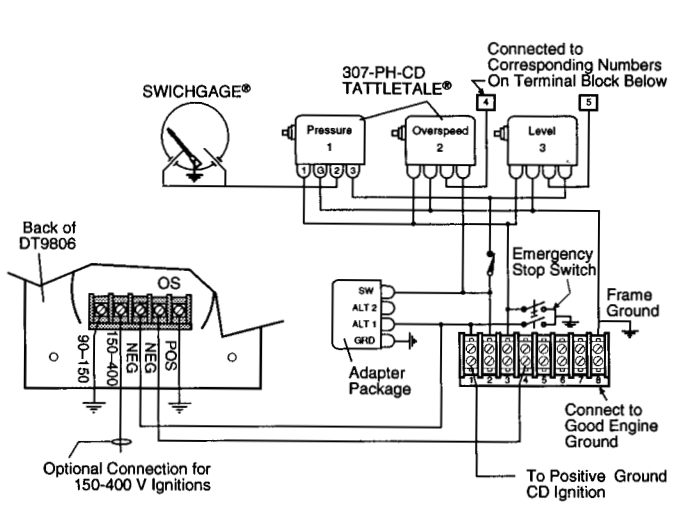 Connected to
Corresponding Numbers
On Terminal Block Below
307-PH-CD
TATTLETALE®
SWICHGAGE®
4
5
Pressure
1
Overspeed
2
Level
3
1 G 2 3
Back of
DT9806
OS
90-150
150-400
NEG
NEG
POS
SW
ALT 2
ALT 1
GRD
Adapter
Package
Emergency
Stop Switch
Frame
Ground
1 2 3 4 5 6 7 8
Connect to
Good Engine
Ground
Optional Connection for
150-400 V Ignitions
To Positive Ground
CD Ignition